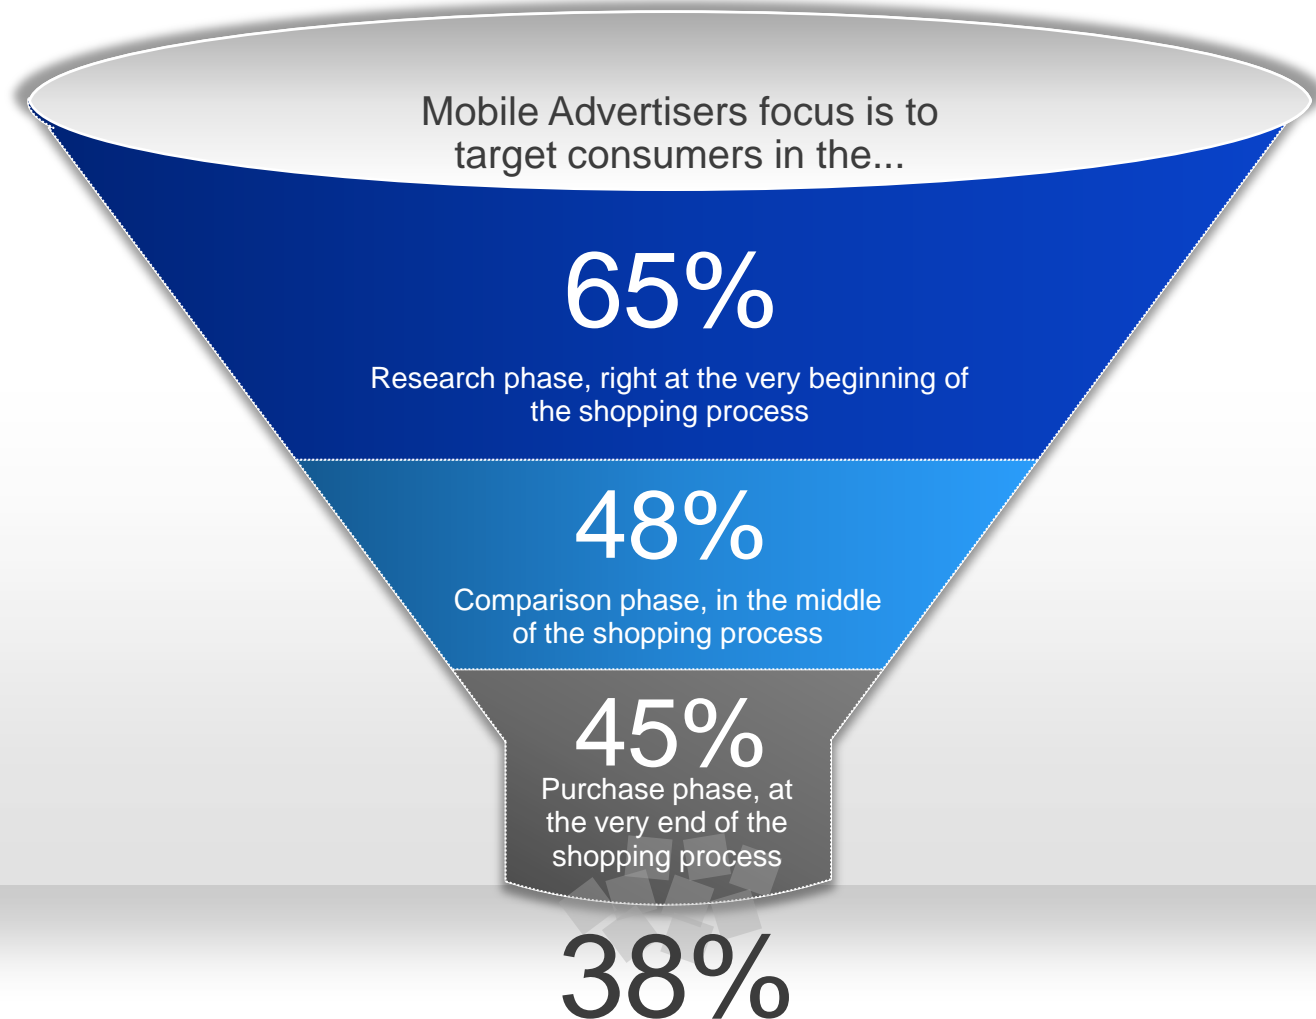 Mobile Advertisers focus is to
target consumers in the...
65%
Research phase, right at the very beginning of
the shopping process
48%
Comparison phase, in the middle
of the shopping process
45%
Purchase phase, at
the very end of the
shopping process
38%